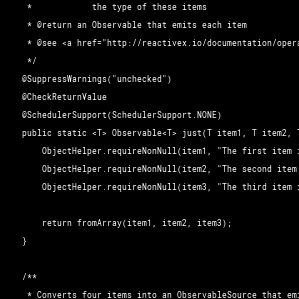 *            the type of these items
* @return an Observable that emits each item
* @see <a href="http://reactivex.io/documentation/opera
*/
@SuppressWarnings("unchecked")
@CheckReturnValue
@SchedulerSupport(SchedulerSupport.NONE)
public static <T> Observable<T> just(T item1, T item2, T
ObjectHelper.requireNonNull(item1, "The first item i
ObjectHelper.requireNonNull(item2, "The second item
ObjectHelper.requireNonNull(item3, "The third item i
return fromArray(item1, item2, item3);
}
/**
* Converts four items into an ObservableSource that emi